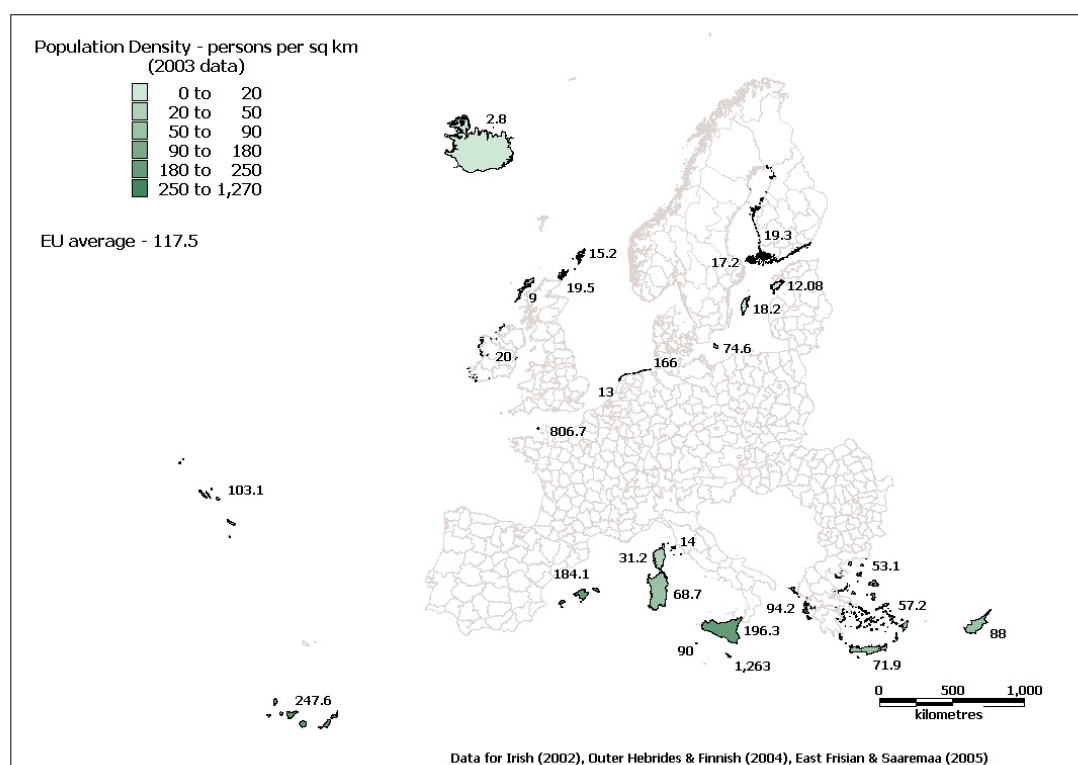 Population Density - persons per sq km
(2003 data)
0 to 20
20 to 50
50 to 90
90 to 180
180 to 250
250 to 1,270
EU average - 117.5
2.8
15.2
19.3
17.2
19.5
9
12.08
18.2
20
74.6
166
13
806.7
103.1
14
31.2
184.1
68.7
53.1
94.2
57.2
196.3
88
90
1,263
71.9
247.6
0 500 1,000
kilometres
Data for Irish (2002), Outer Hebrides & Finnish (2004), East Frisian & Saaremaa (2005)